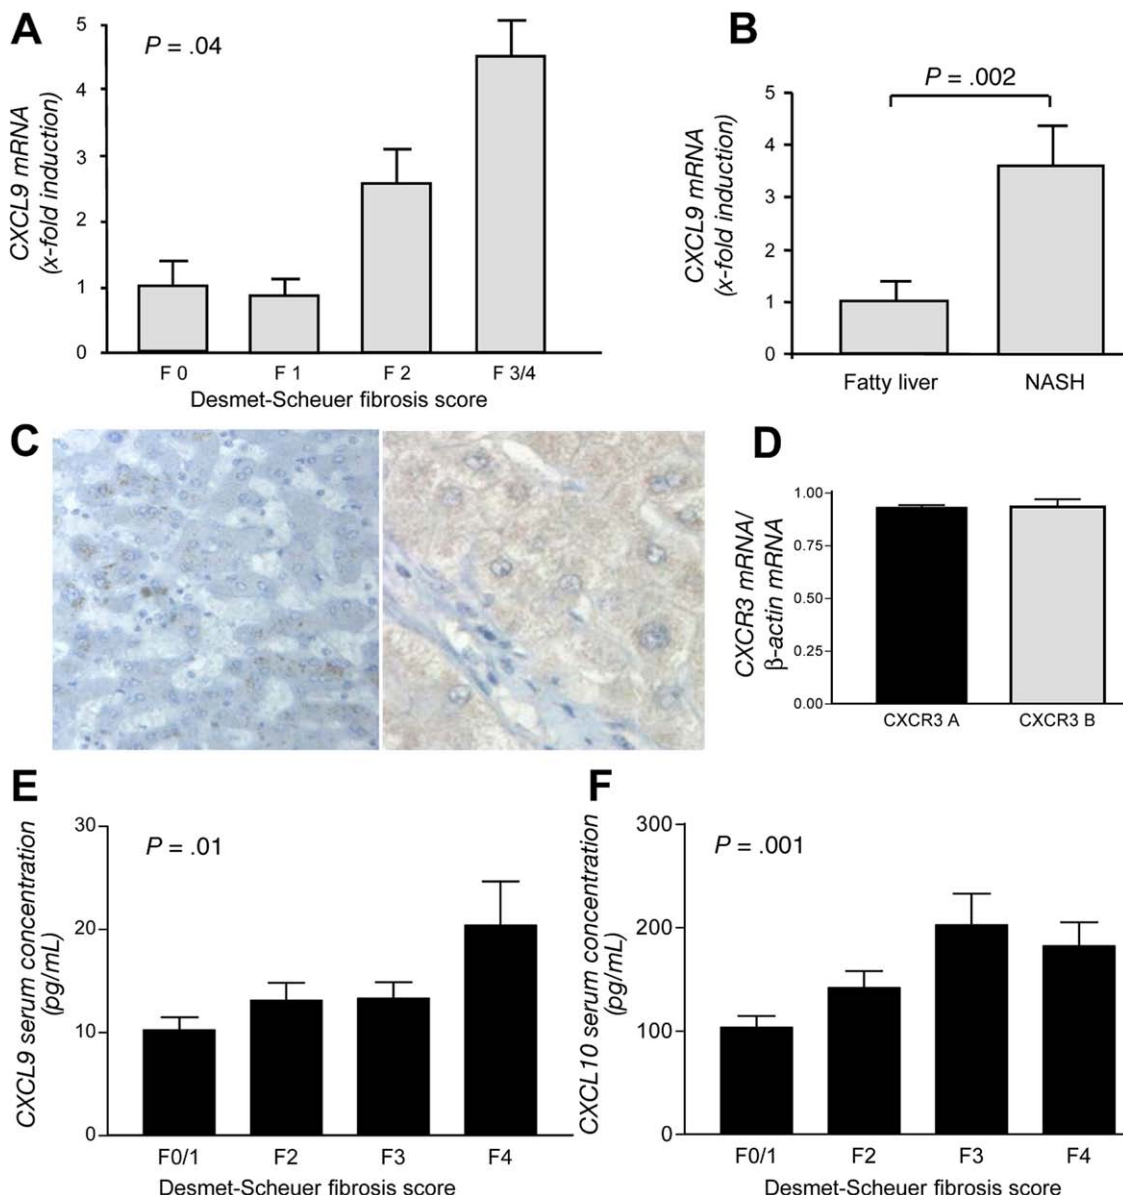 A
P = .04
CXCL9 mRNA
(x-fold induction)
5
4
3
2
1
0
F 0
F 1
F 2
F 3/4
Desmet-Scheuer fibrosis score
B
P = .002
CXCL9 mRNA
(x-fold induction)
5
4
3
2
1
0
Fatty liver
NASH
C
D
CXCR3 mRNA/
β-actin mRNA
1.00
0.75
0.50
0.25
0.00
CXCR3 A
CXCR3 B
E
P = .01
CXCL9 serum concentration
(pg/mL)
30
20
10
0
F0/1
F2
F3
F4
Desmet-Scheuer fibrosis score
F
P = .001
CXCL10 serum concentration
(pg/mL)
300
200
100
0
F0/1
F2
F3
F4
Desmet-Scheuer fibrosis score